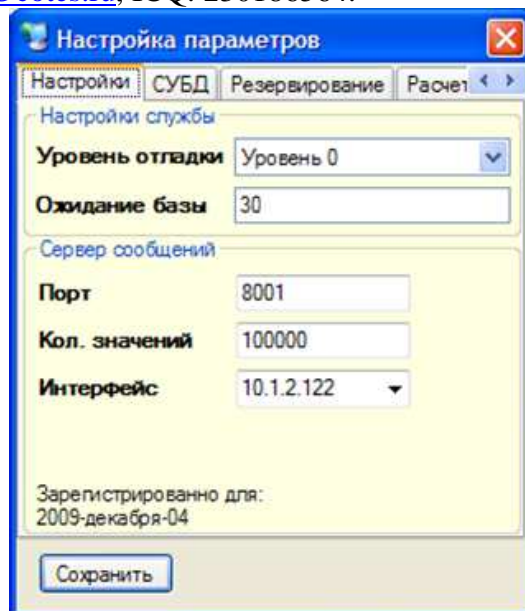 Настройка параметров
Настройки СУБД Резервирование Расчет
Настройки службы
Уровень отладки Уровень 0
Ожидание базы 30
Сервер сообщений
Порт 8001
Кол. значений 100000
Интерфейс 10.1.2.122
Зарегистрированно для:
2009-декабря-04
Сохранить